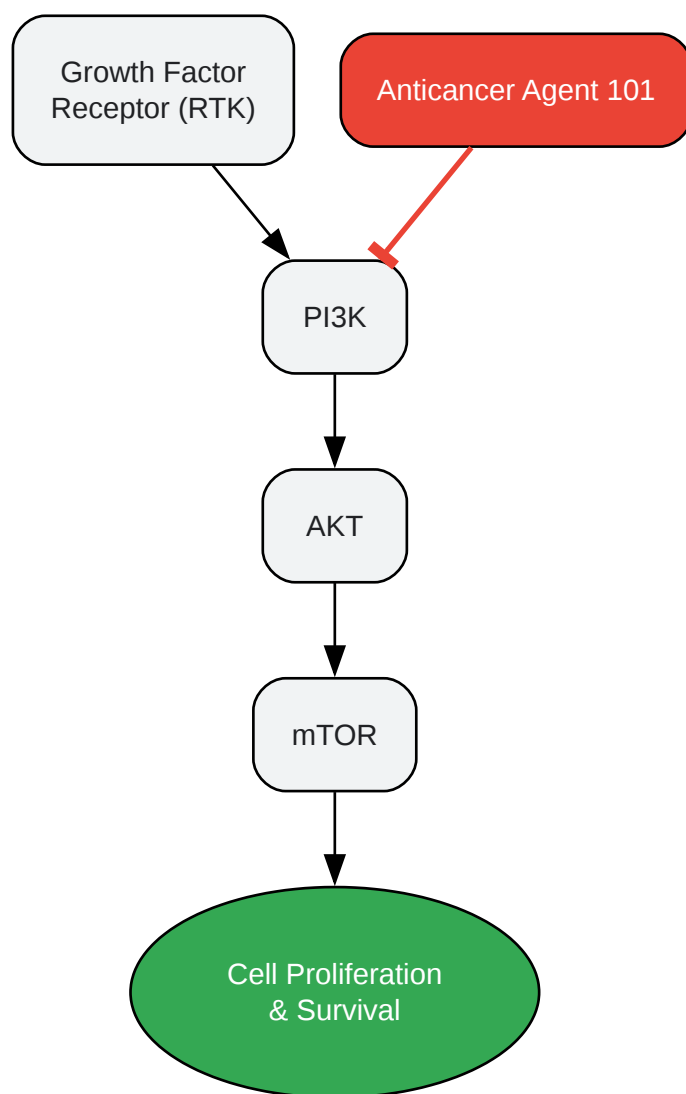 Growth Factor
Receptor (RTK)
Anticancer Agent 101
PI3K
AKT
mTOR
Cell Proliferation
& Survival